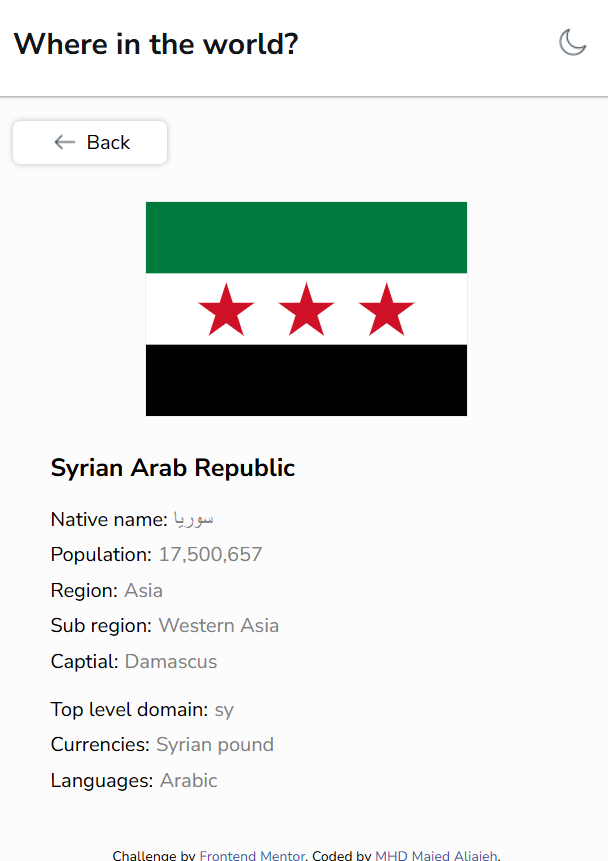 Where in the world?
Back
Syrian Arab Republic
Native name: سوريا
Population: 17,500,657
Region: Asia
Sub region: Western Asia
Captial: Damascus
Top level domain: sy
Currencies: Syrian pound
Languages: Arabic
Challenge by Frontend Mentor. Coded by MHD Majed Aljajeh.